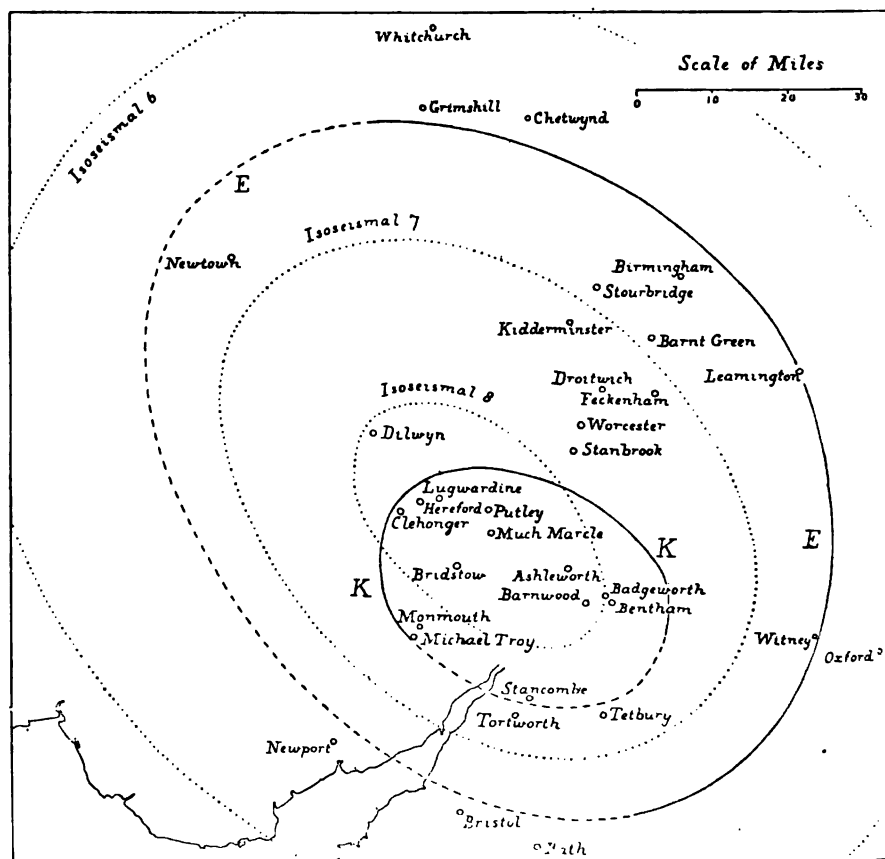 Whitchurch
Scale of Miles
0 10 20 30
Isoseismal 6
Grimshill
Chetwynd
E
Isoseismal 7
Newtown
Birmingham
Stourbridge
Kidderminster
Barnt Green
Leamington
Droitwich
Feckenham
Isoseismal 8
Worcester
Dilwyn
Stanbrook
Lugwardine
Hereford
Putley
Clehonger
Much Marcle
K
E
Bridstow
Ashleworth
K
Badgeworth
Barnwood
Bentham
Monmouth
Michael Troy
Witney
Oxford
Stancombe
Tortworth
Tetbury
Newport
Bristol